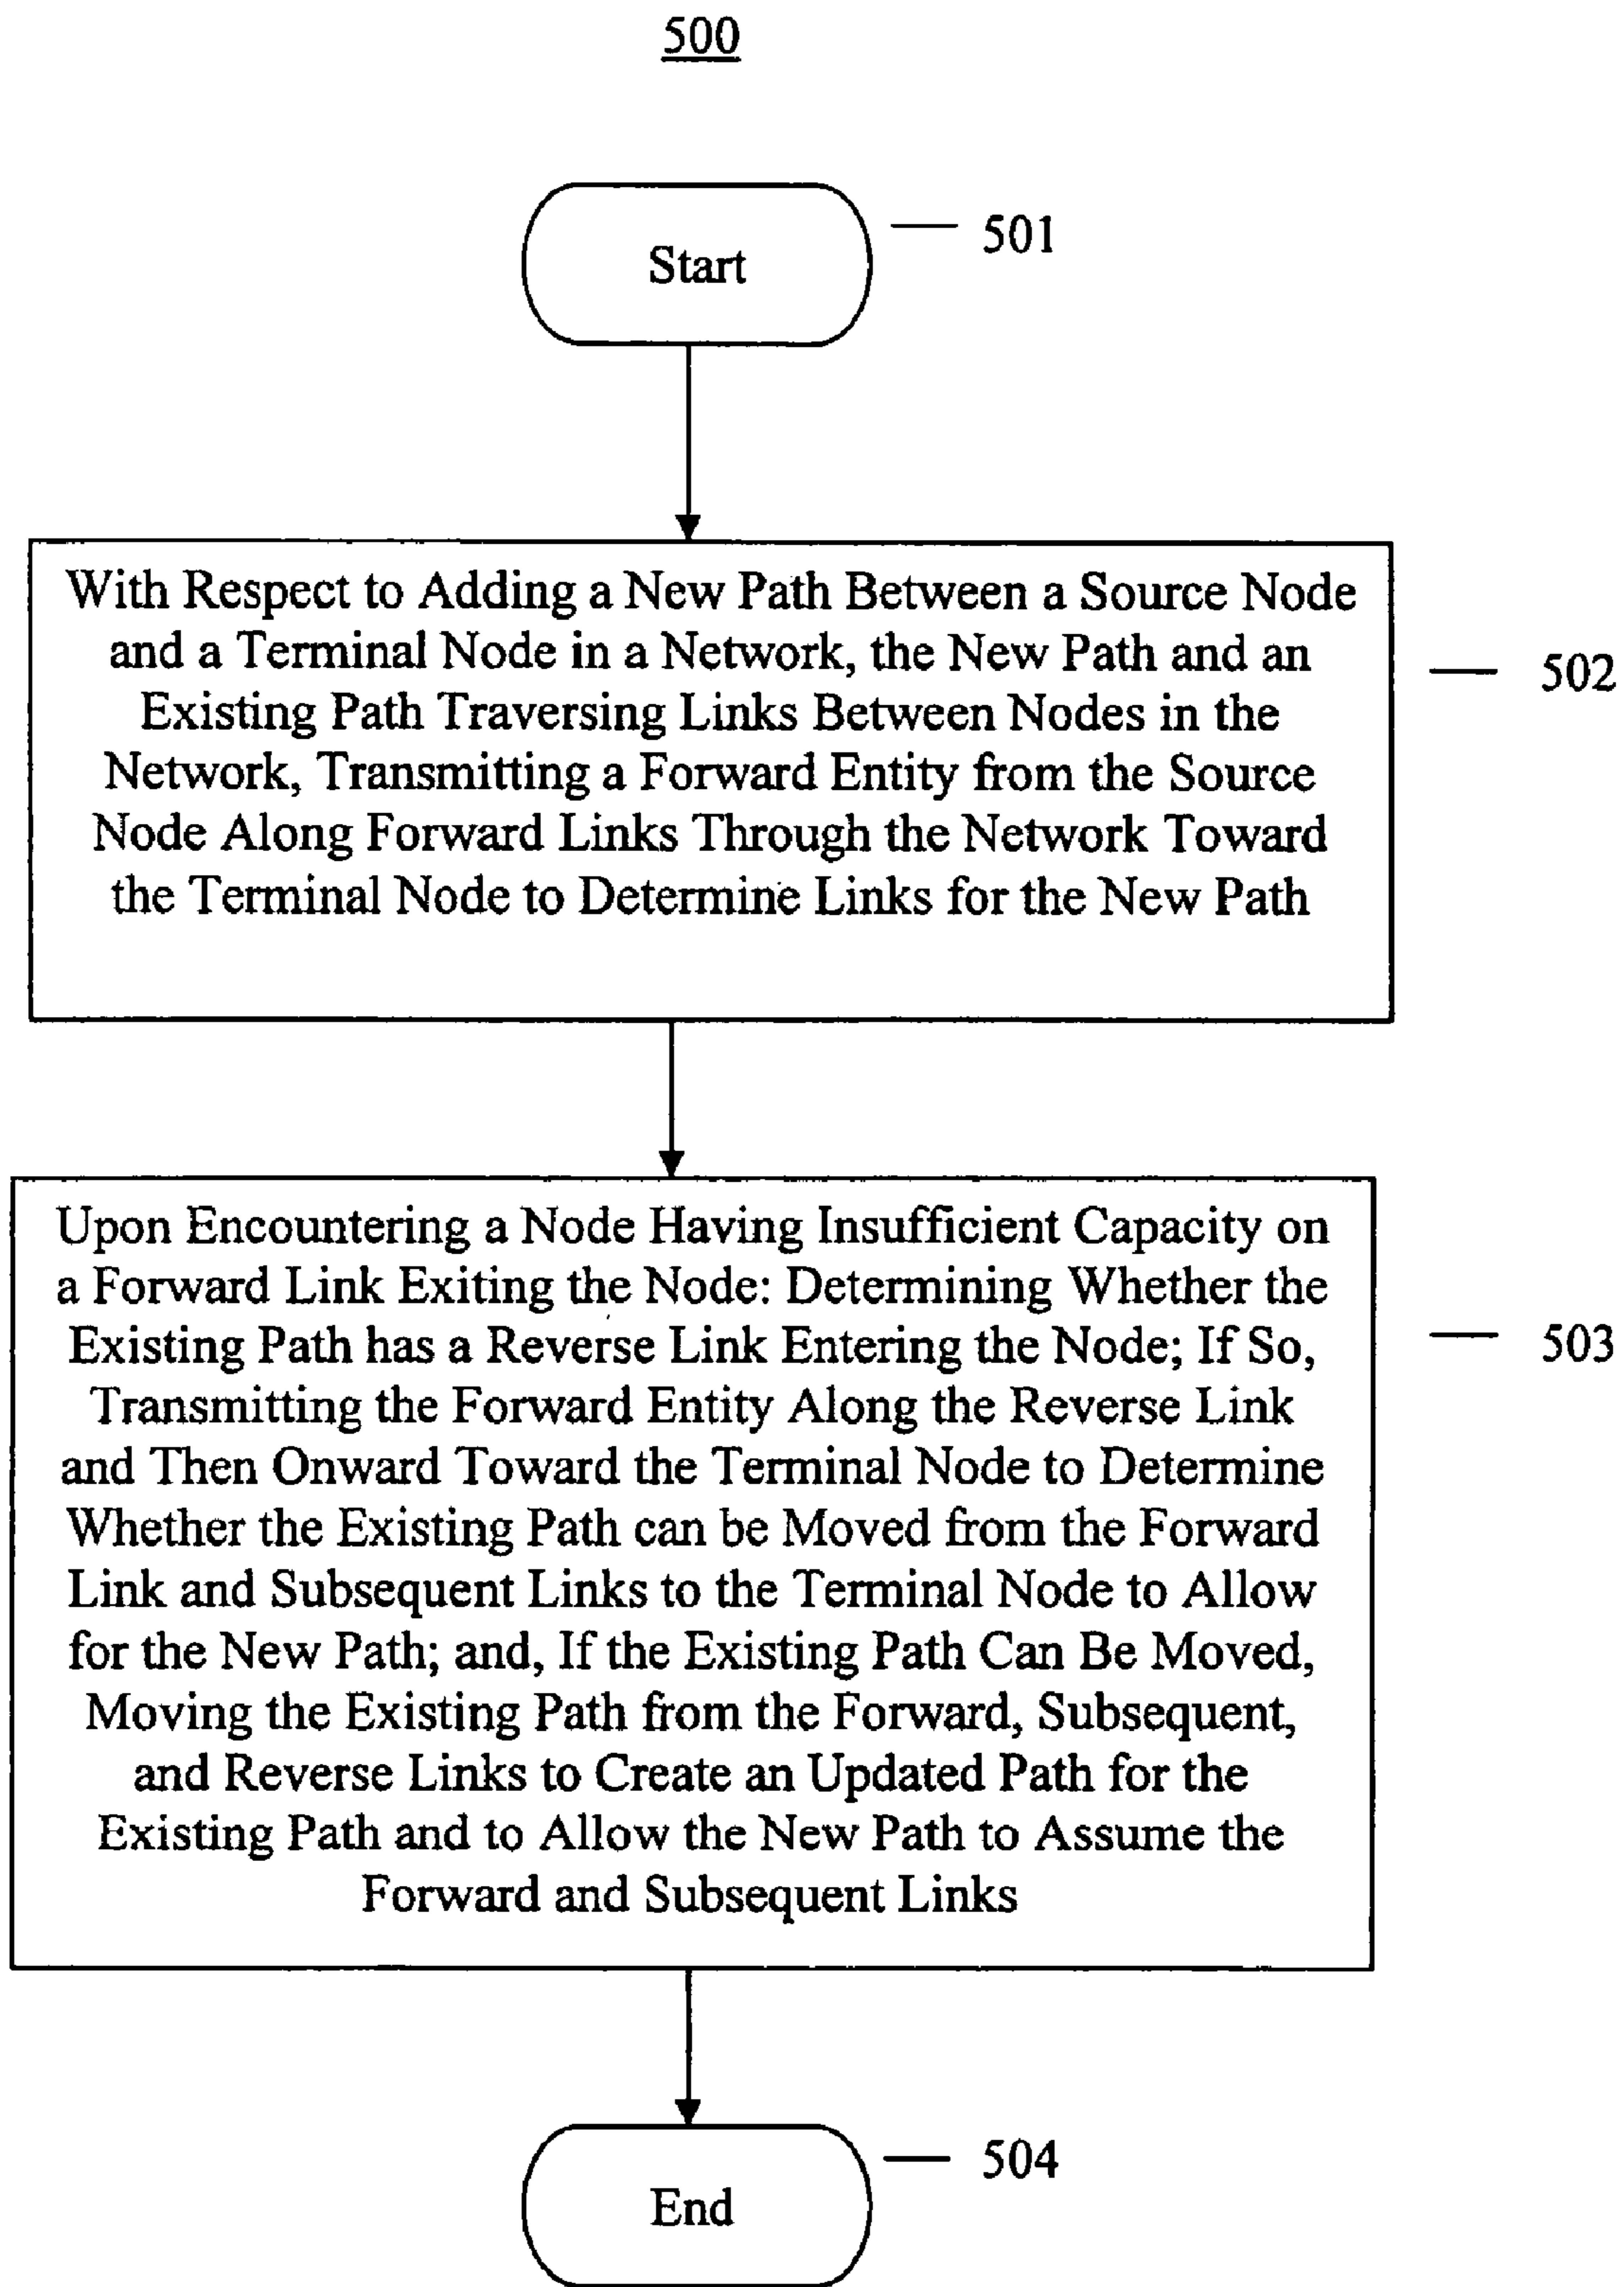 500
Start
501
With Respect to Adding a New Path Between a Source Node
and a Terminal Node in a Network, the New Path and an
Existing Path Traversing Links Between Nodes in the
Network, Transmitting a Forward Entity from the Source
Node Along Forward Links Through the Network Toward
the Terminal Node to Determine Links for the New Path
502
Upon Encountering a Node Having Insufficient Capacity on
a Forward Link Exiting the Node: Determining Whether the
Existing Path has a Reverse Link Entering the Node; If So,
Transmitting the Forward Entity Along the Reverse Link
and Then Onward Toward the Terminal Node to Determine
Whether the Existing Path can be Moved from the Forward
Link and Subsequent Links to the Terminal Node to Allow
for the New Path; and, If the Existing Path Can Be Moved,
Moving the Existing Path from the Forward, Subsequent,
and Reverse Links to Create an Updated Path for the
Existing Path and to Allow the New Path to Assume the
Forward and Subsequent Links
503
End
504